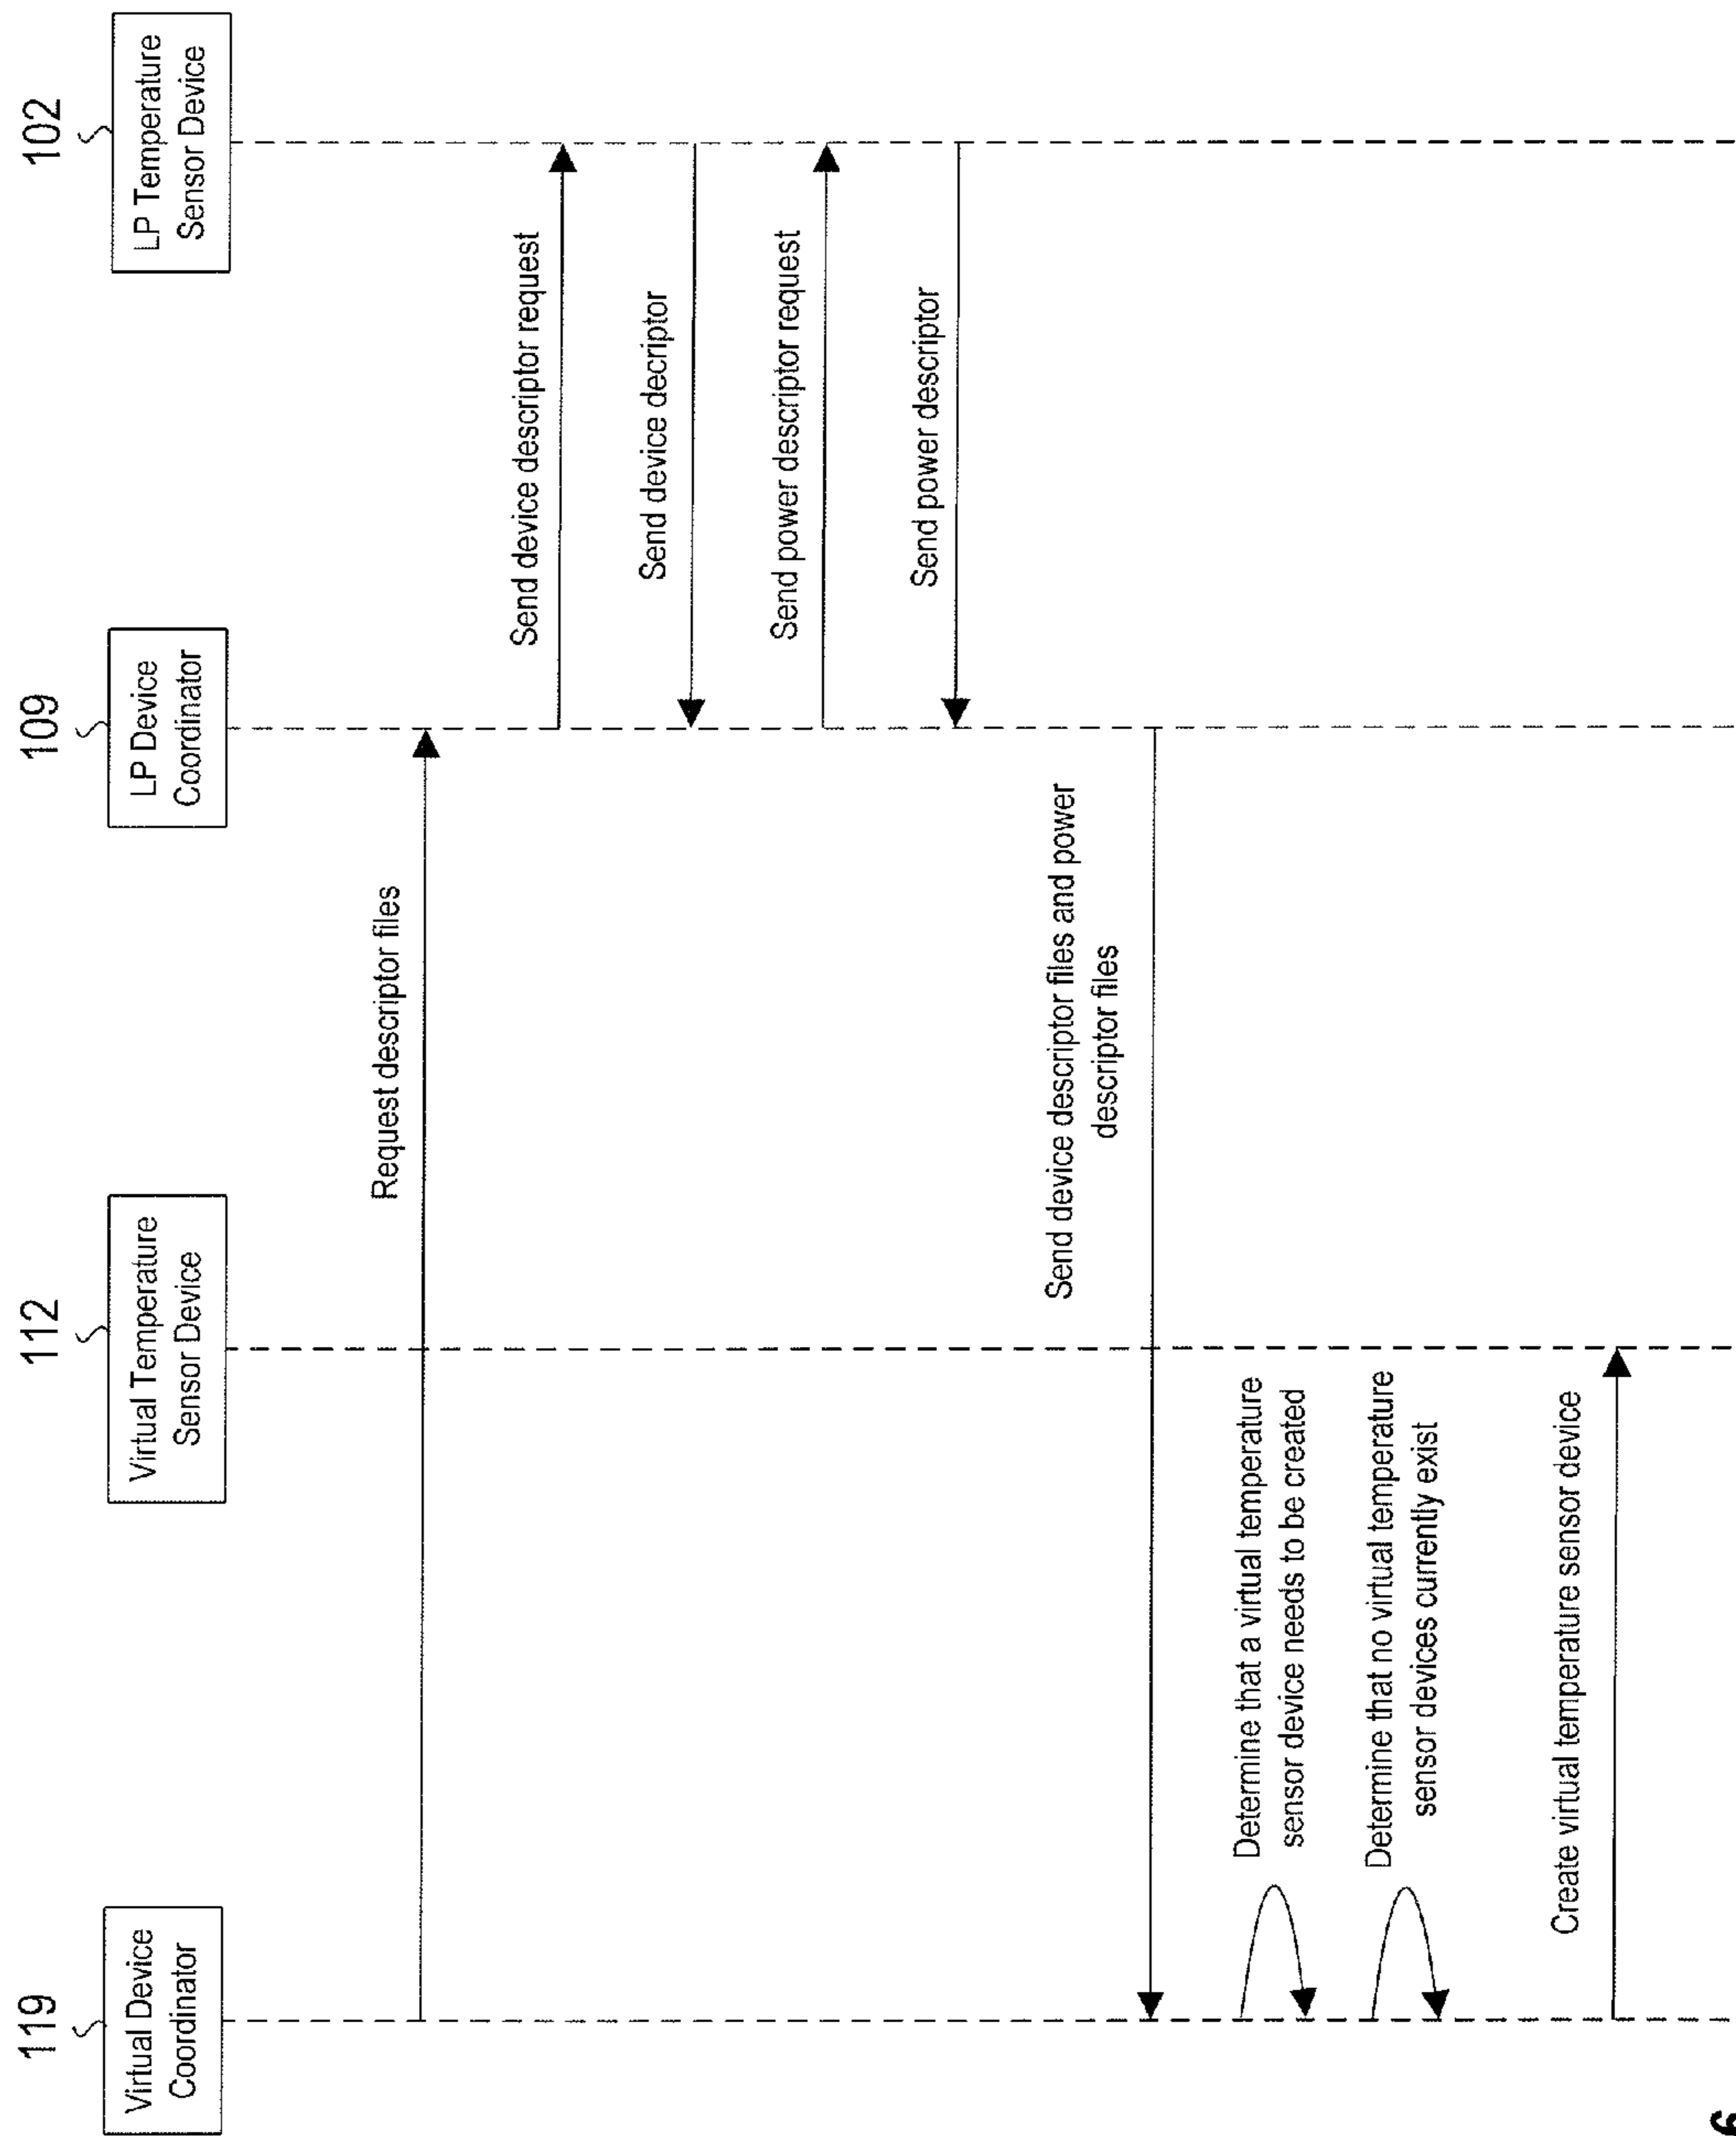 119
Virtual Device
Coordinator
112
Virtual Temperature
Sensor Device
109
LP Device
Coordinator
102
LP Temperature
Sensor Device
Request descriptor files
Send device descriptor request
Send device decriptor
Send power descriptor request
Send power descriptor
Send device descriptor files and power
descriptor files
Determine that a virtual temperature
sensor device needs to be created
Determine that no virtual temperature
sensor devices currently exist
Create virtual temperature sensor device